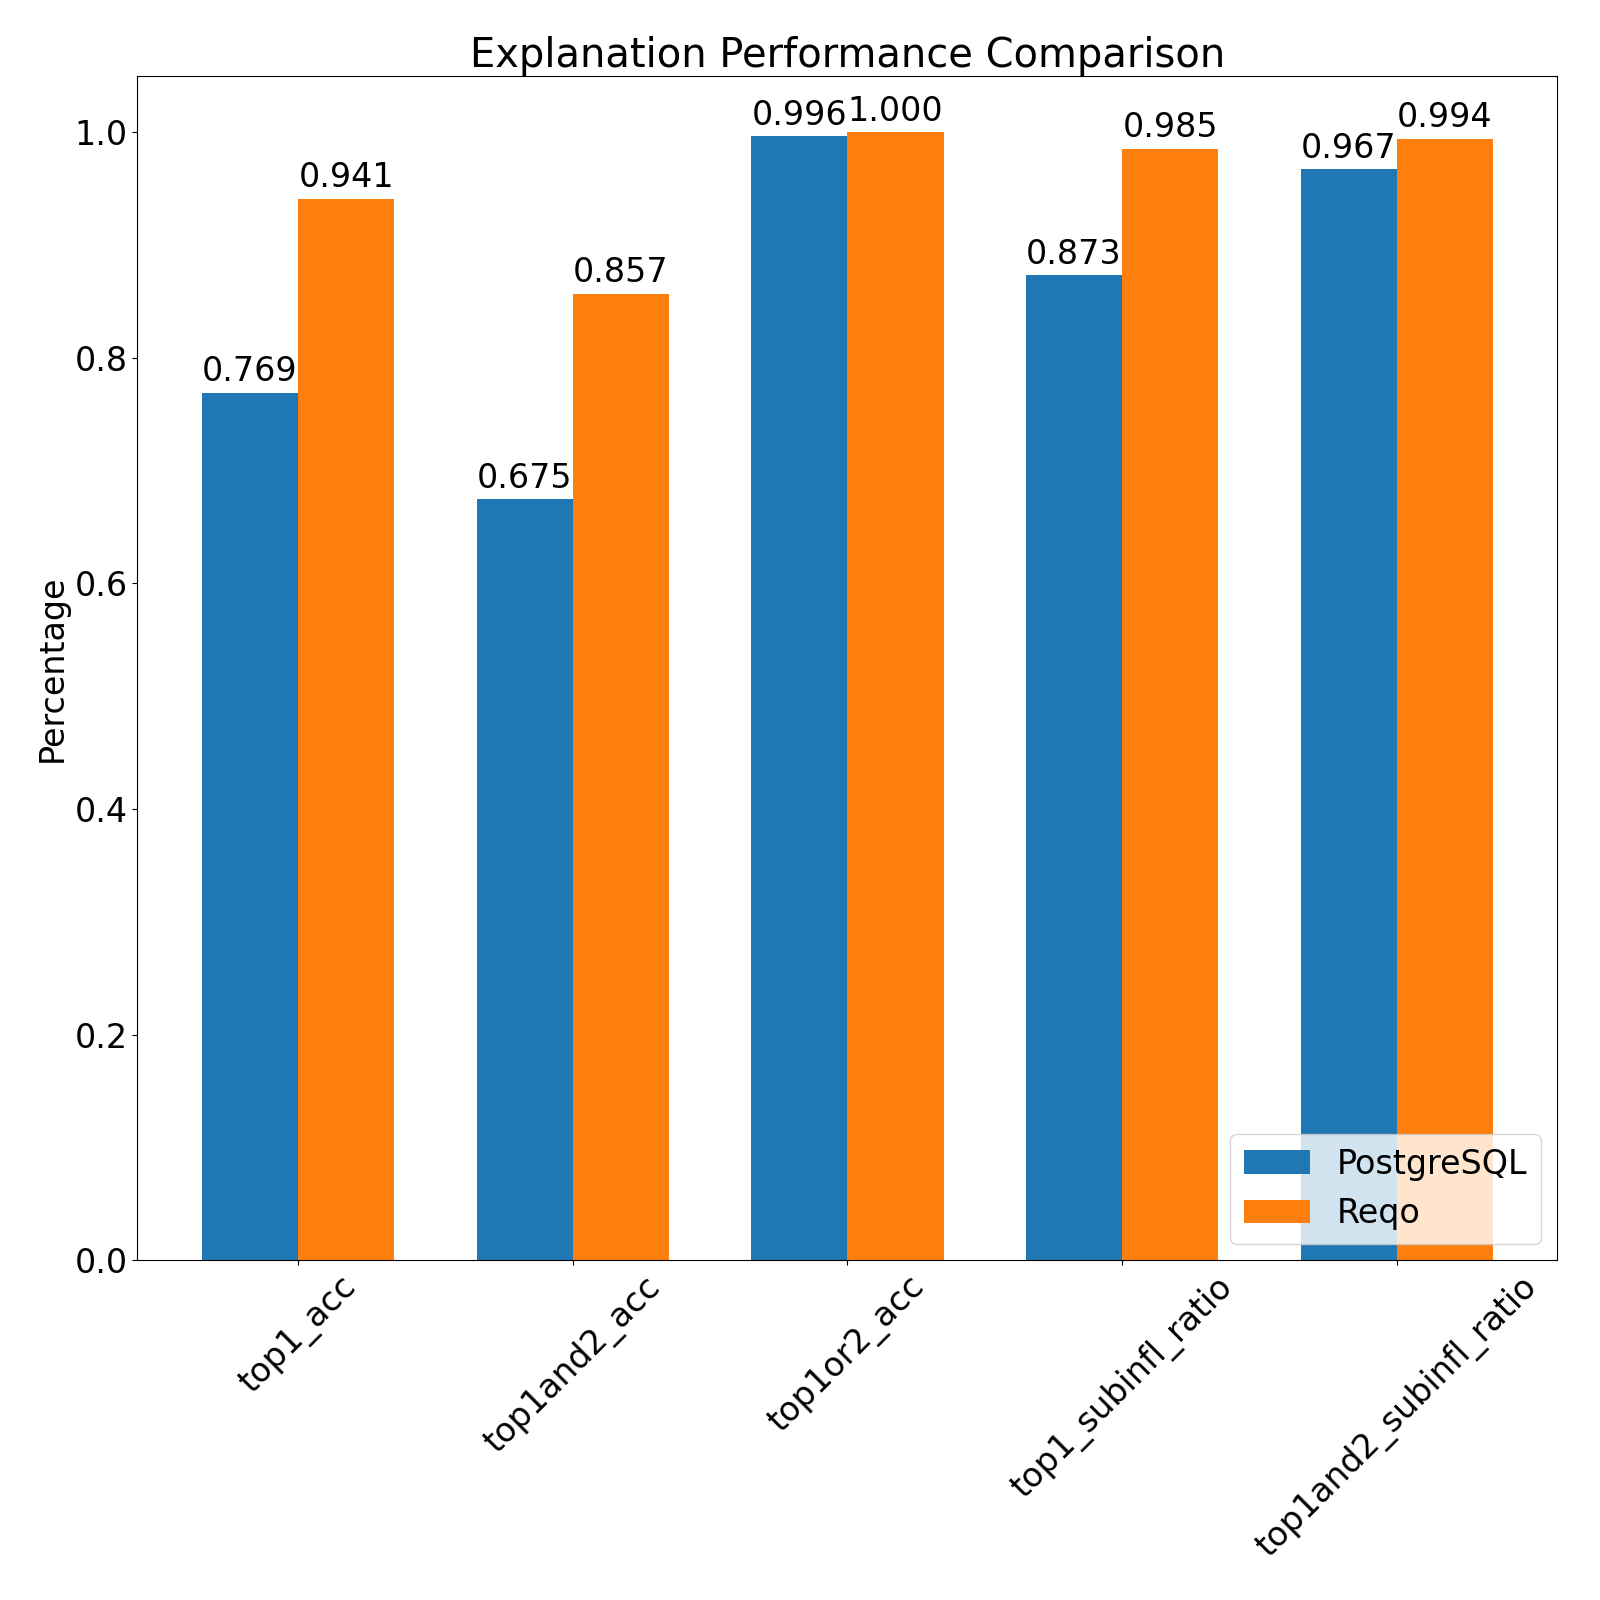 Explanation Performance Comparison
Percentage
1.0
0.8
0.6
0.4
0.2
0.0
0.769
0.941
0.675
0.857
0.996
1.000
0.873
0.985
0.967
0.994
top1_acc
top1and2_acc
top1or2_acc
top1_subinfl_ratio
top1and2_subinfl_ratio
PostgreSQL
Reqo